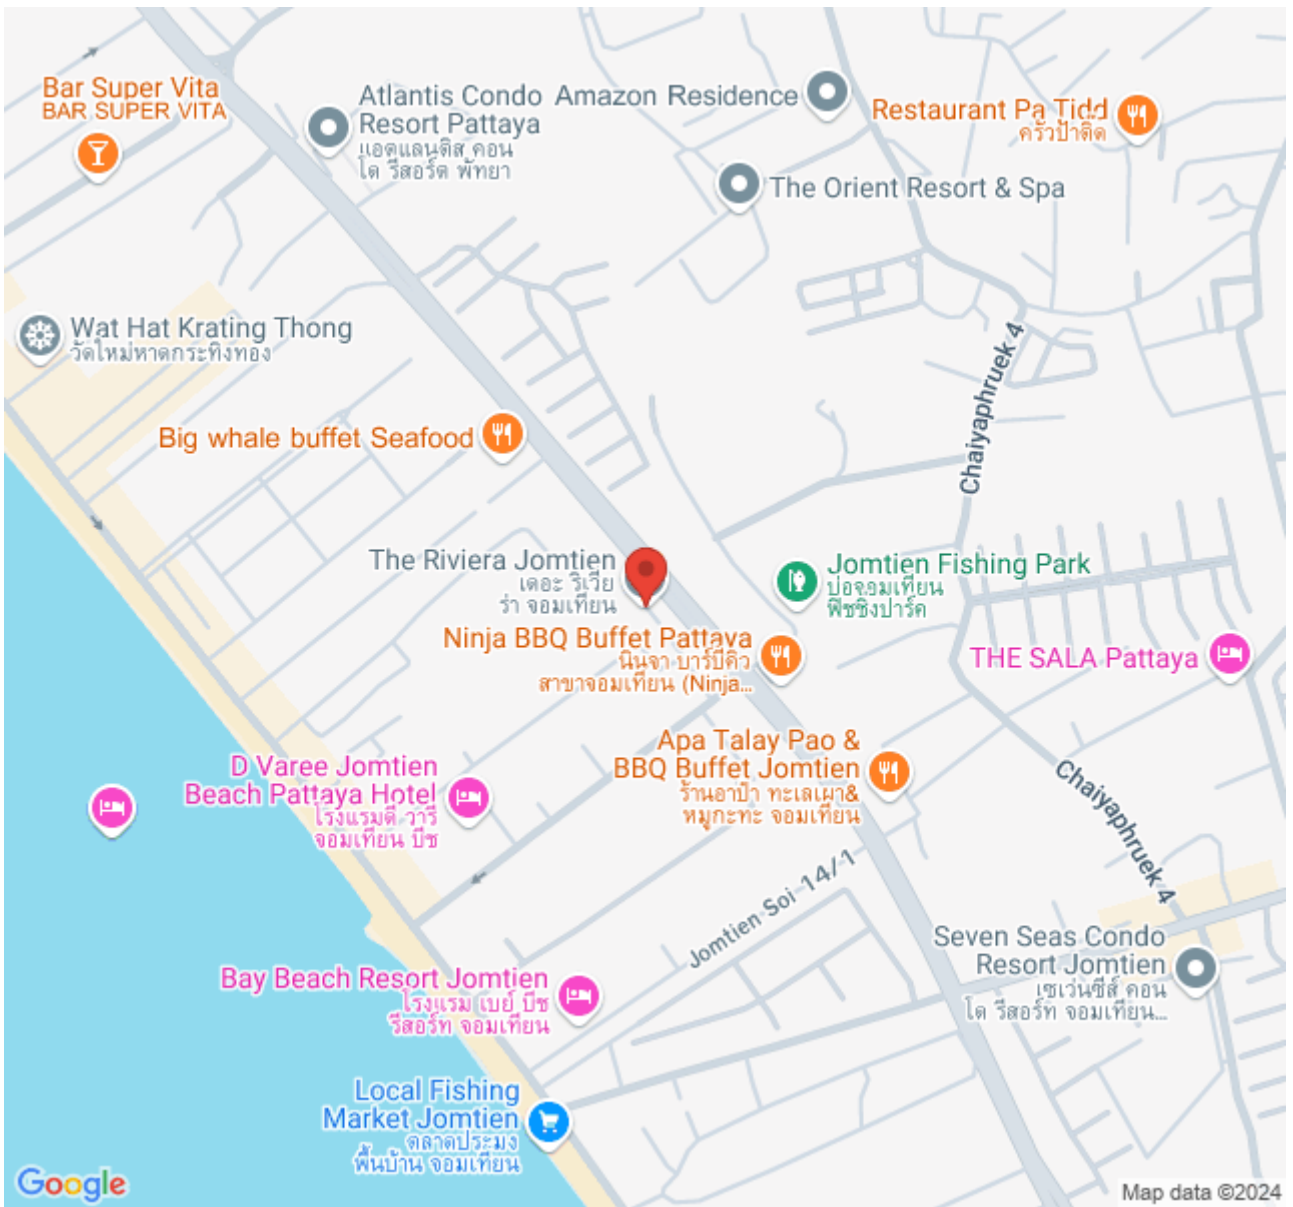 Bar Super Vita
BAR SUPER VITA
Atlantis Condo
Resort Pattaya
แอตแลนติส คอน
โด รีสอร์ต พัทยา
Amazon Residence
Restaurant Pa Tidd
ครัวป้าติด
The Orient Resort & Spa
Wat Hat Krating Thong
วัดใหม่หาดกระทิงทอง
Chaiyaphruek 4
Big whale buffet Seafood
The Riviera Jomtien
เดอะ ริเวีย
ร่า จอมเทียน
Jomtien Fishing Park
บ่อจอมเทียน
ฟิชชิงปาร์ค
Ninja BBQ Buffet Pattaya
นินจา บาร์บีคิว
สาขาจอมเทียน (Ninja...
THE SALA Pattaya
Apa Talay Pao &
BBQ Buffet Jomtien
ร้านอาป๋า ทะเลเผา&
หมูกะทะ จอมเทียน
D Varee Jomtien
Beach Pattaya Hotel
โรงแรมดี วารี
จอมเทียน บีช
Chaiyaphruek 4
Jomtien Soi 14/1
Seven Seas Condo
Resort Jomtien
เซเว่นซีส์ คอน
โด รีสอร์ท จอมเทียน...
Bay Beach Resort Jomtien
โรงแรม เบย์ บีช
รีสอร์ท จอมเทียน
Local Fishing
Market Jomtien
ตลาดประมง
พื้นบ้าน จอมเทียน
Google
Map data ©2024